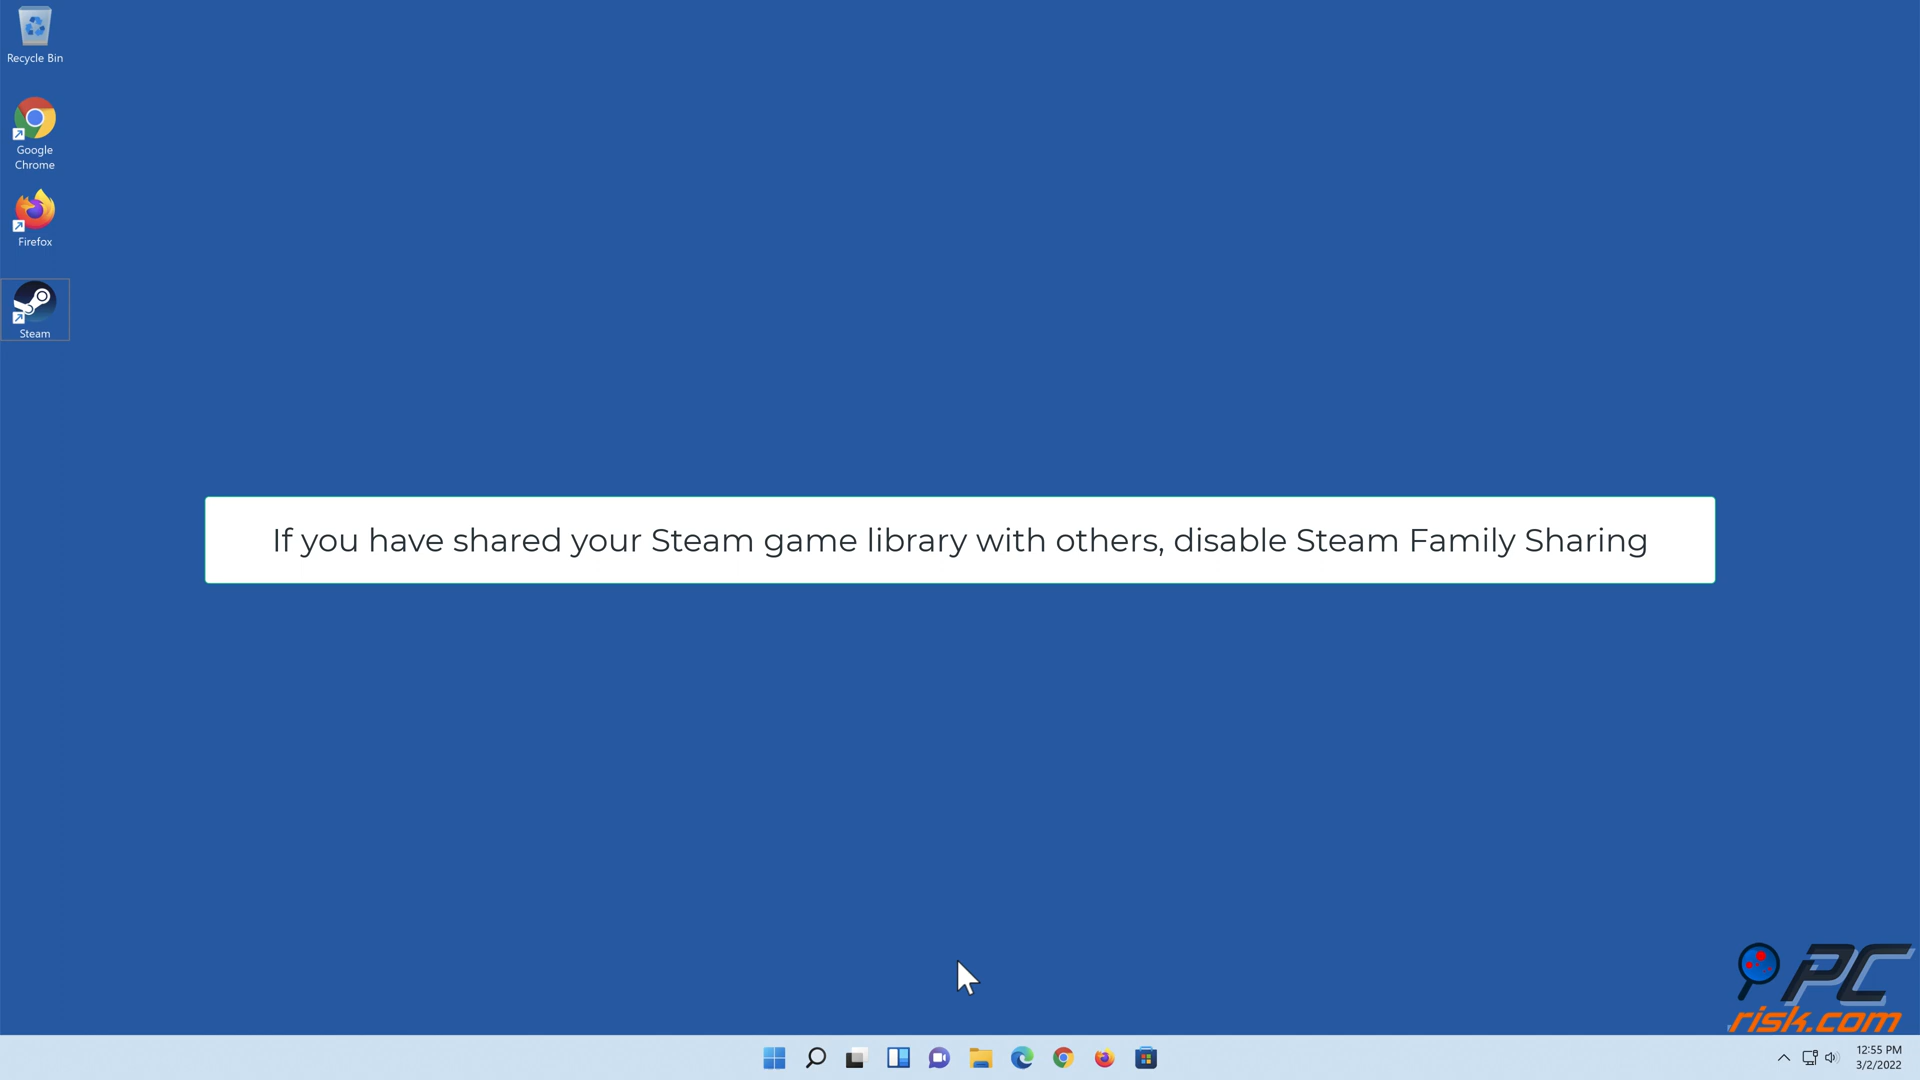 Recycle Bin
Google
Chrome
Firefox
Steam
If you have shared your Steam game library with others, disable Steam Family Sharing
PC
risk.com
12:55 PM
3/2/2022